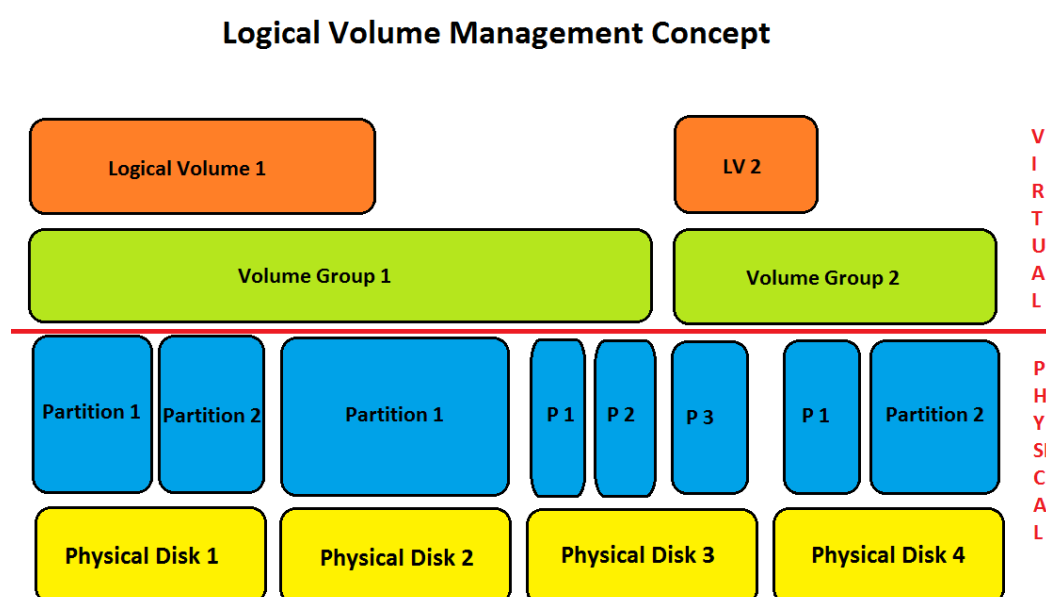 Logical Volume Management Concept
Logical Volume 1
LV 2
Volume Group 1
Volume Group 2
V
I
R
T
U
A
L
Partition 1
Partition 2
Partition 1
P 1
P 2
P 3
P 1
Partition 2
P
H
Y
SI
C
A
L
Physical Disk 1
Physical Disk 2
Physical Disk 3
Physical Disk 4